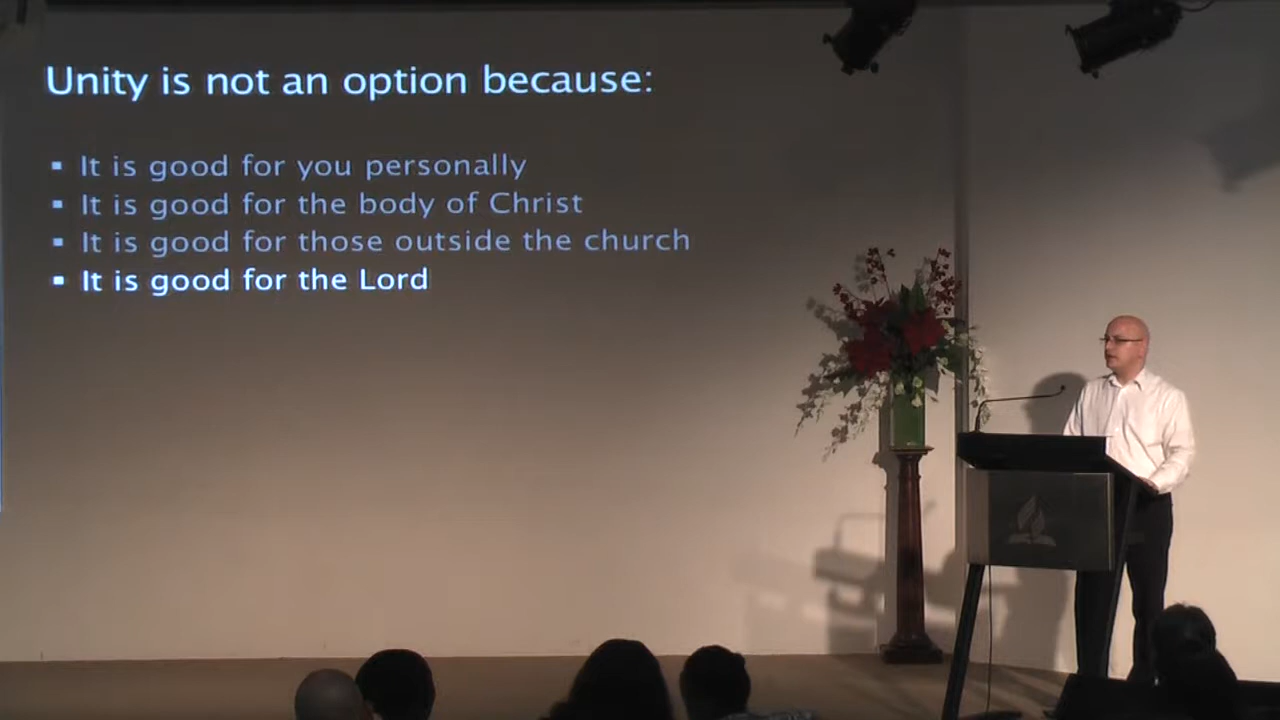 Unity is not an option because:
▪ It is good for you personally
▪ It is good for the body of Christ
▪ It is good for those outside the church
▪ It is good for the Lord